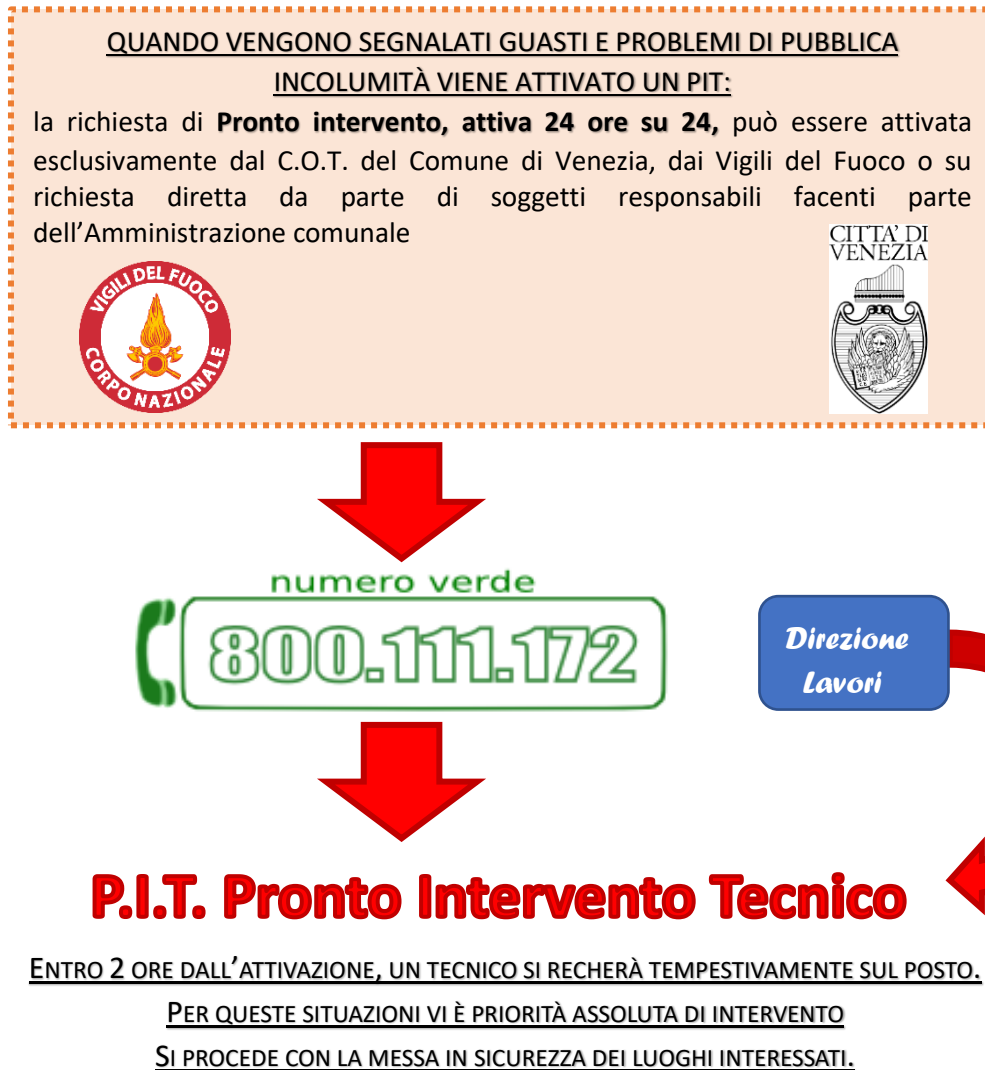 QUANDO VENGONO SEGNALATI GUASTI E PROBLEMI DI PUBBLICA
INCOLUMITÀ VIENE ATTIVATO UN PIT:
la richiesta di Pronto intervento, attiva 24 ore su 24, può essere attivata
esclusivamente dal C.O.T. del Comune di Venezia, dai Vigili del Fuoco o su
richiesta diretta da parte di soggetti responsabili facenti parte
dell’Amministrazione comunale
CITTA' DI
VENEZIA
VIGILI DEL FUOCO
CORPO NAZIONALE
numero verde
800.111.172
Direzione
Lavori
P.I.T. Pronto Intervento Tecnico
ENTRO 2 ORE DALL’ATTIVAZIONE, UN TECNICO SI RECHERÀ TEMPESTIVAMENTE SUL POSTO.
PER QUESTE SITUAZIONI VI È PRIORITÀ ASSOLUTA DI INTERVENTO
SI PROCEDE CON LA MESSA IN SICUREZZA DEI LUOGHI INTERESSATI.